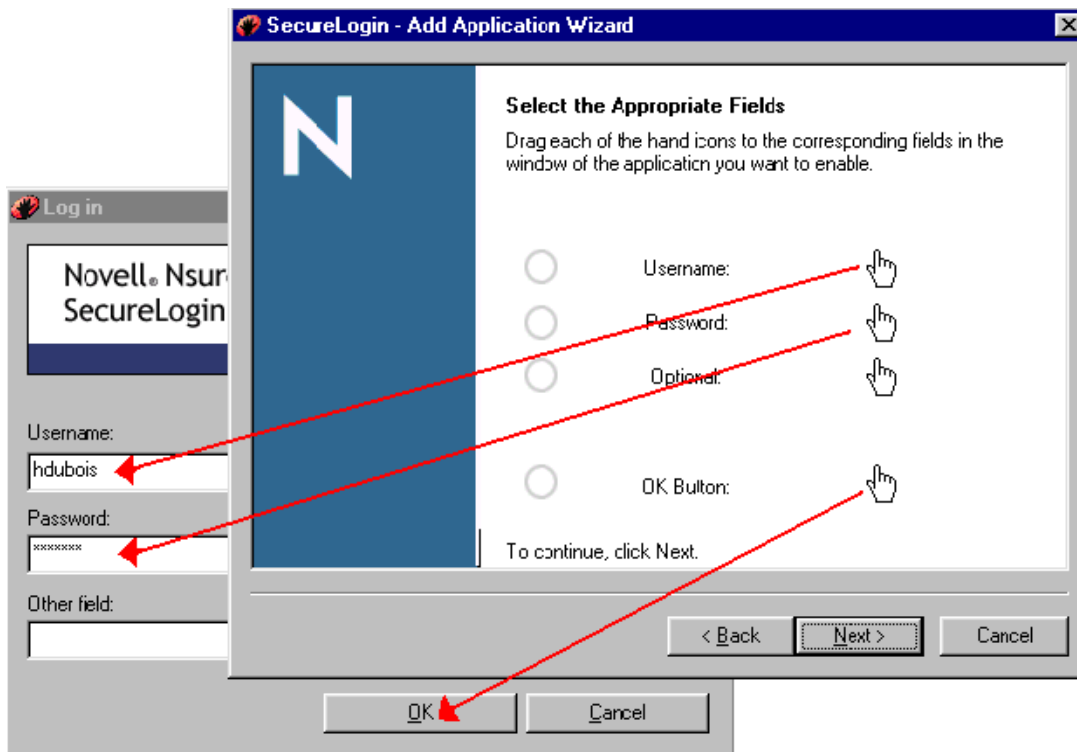 SecureLogin - Add Application Wizard
N
Select the Appropriate Fields
Drag each of the hand icons to the corresponding fields in the
window of the application you want to enable.
Username:
Password:
Optional:
OK Button:
To continue, click Next.
< Back
Next >
Cancel
Log in
Novell® Nsur
SecureLogin
Username:
hdubois
Password:
*******
Other field:
OK
Cancel